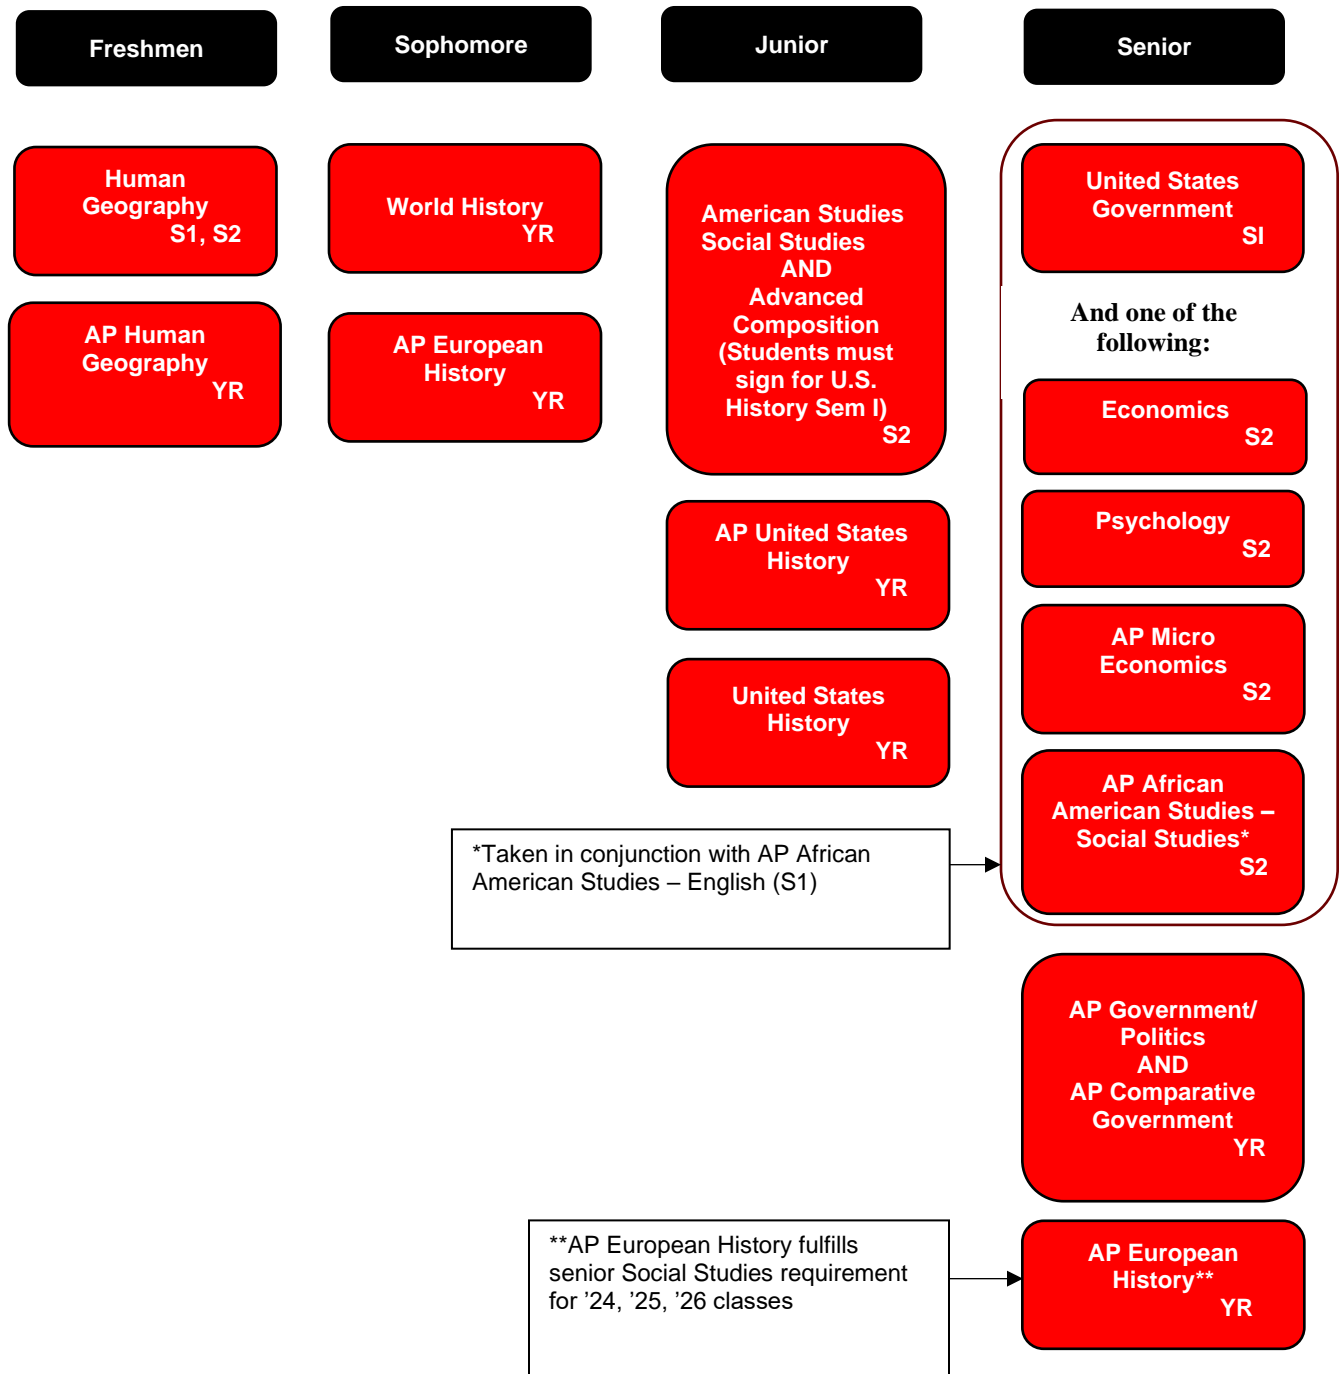 Freshmen
Sophomore
Junior
Senior
Human
Geography
S1, S2
AP Human
Geography
YR
World History
YR
AP European
History
YR
American Studies
Social Studies
AND
Advanced
Composition
(Students must
sign for U.S.
History Sem I)
S2
AP United States
History
YR
United States
History
YR
United States
Government
SI
And one of the
following:
Economics
S2
Psychology
S2
AP Micro
Economics
S2
AP African
American Studies –
Social Studies*
S2
*Taken in conjunction with AP African
American Studies – English (S1)
AP Government/
Politics
AND
AP Comparative
Government
YR
**AP European History fulfills
senior Social Studies requirement
for ’24, ’25, ’26 classes
AP European
History**
YR